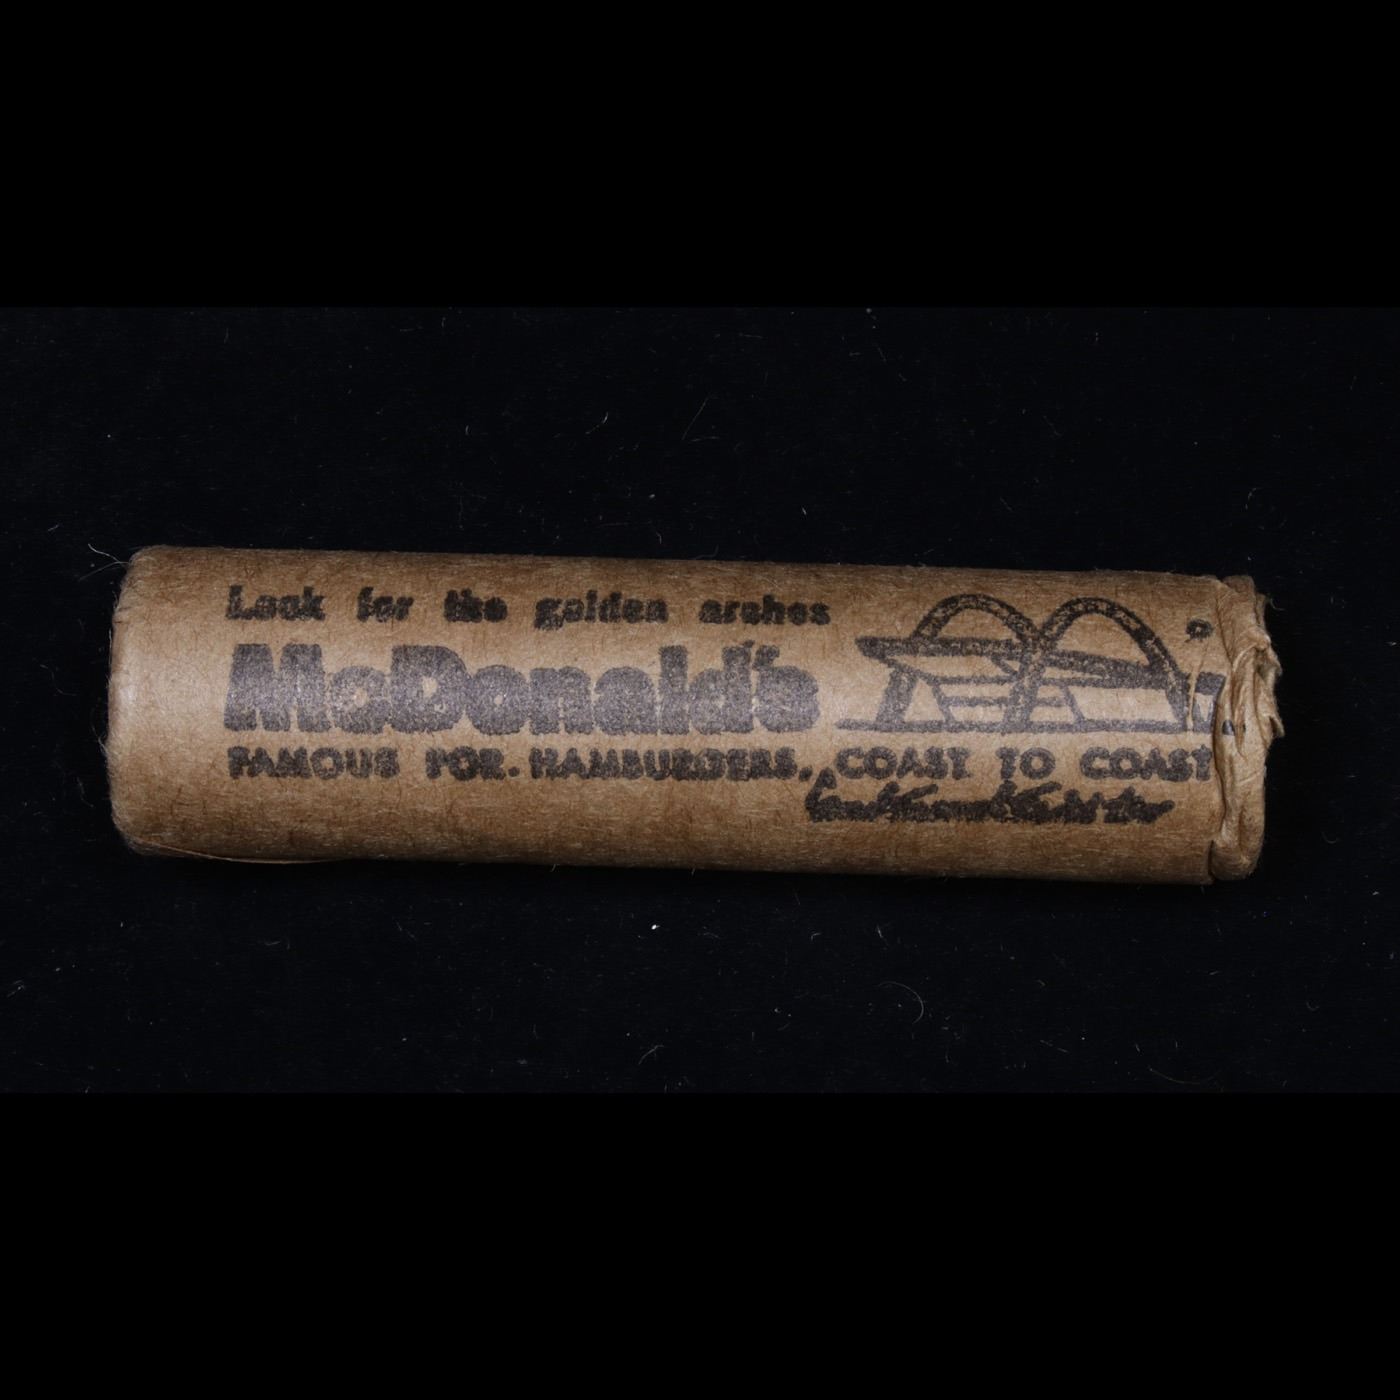 Look for the golden arches
McDonald's
FAMOUS FOR. HAMBURGERS, COAST TO COAST